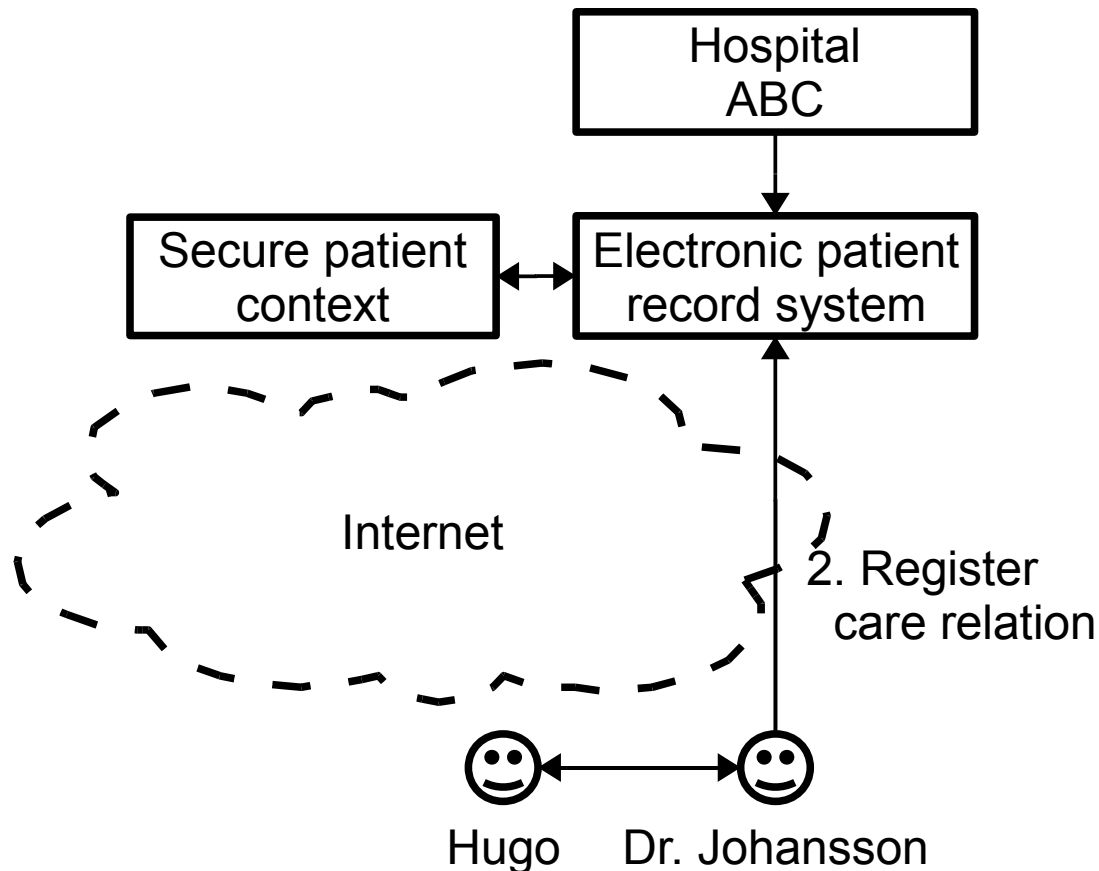 Hospital
ABC
Secure patient
context
Electronic patient
record system
Internet
2. Register
care relation
Hugo
Dr. Johansson